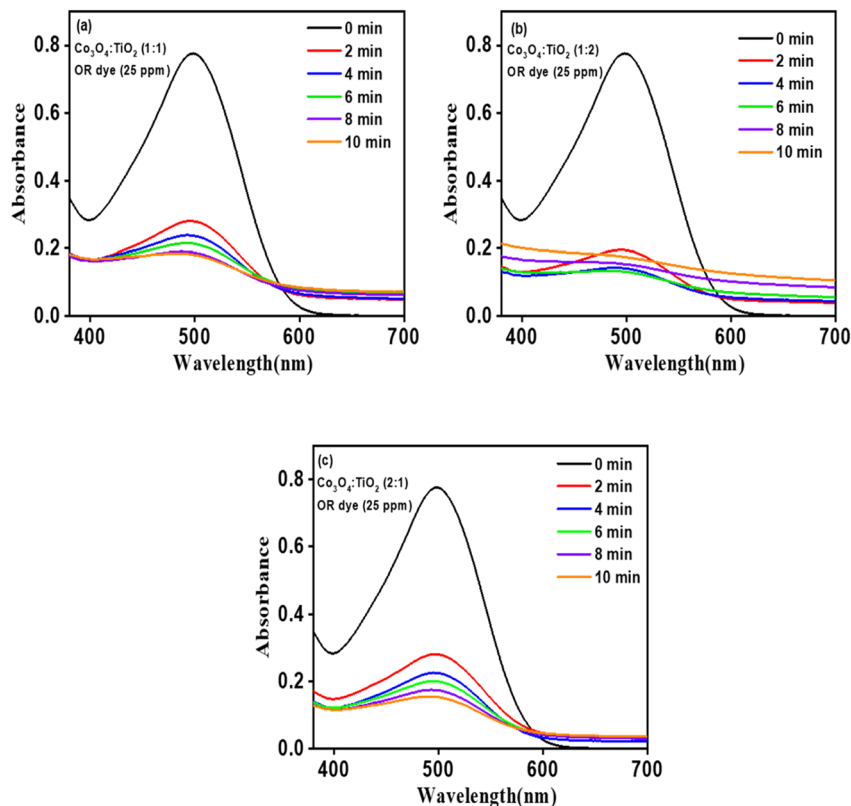 (a)
Co₃O₄:TiO₂ (1:1)
OR dye (25 ppm)
0 min
2 min
4 min
6 min
8 min
10 min
0.8
0.6
0.4
0.2
0.0
400
500
600
700
Absorbance
Wavelength(nm)
(b)
Co₃O₄:TiO₂ (1:2)
OR dye (25 ppm)
0 min
2 min
4 min
6 min
8 min
10 min
0.8
0.6
0.4
0.2
0.0
400
500
600
700
Absorbance
Wavelength(nm)
(c)
Co₃O₄:TiO₂ (2:1)
OR dye (25 ppm)
0 min
2 min
4 min
6 min
8 min
10 min
0.8
0.6
0.4
0.2
0.0
400
500
600
700
Absorbance
Wavelength(nm)